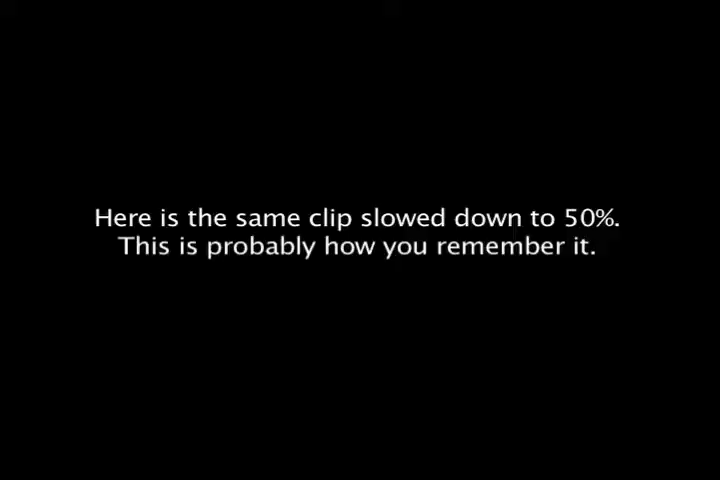 Here is the same clip slowed down to 50%.
This is probably how you remember it.